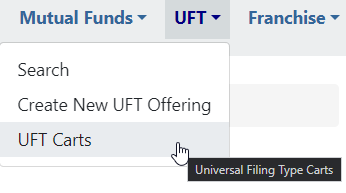 Mutual Funds UFT Franchise
Search
Create New UFT Offering
UFT Carts
Universal Filing Type Carts